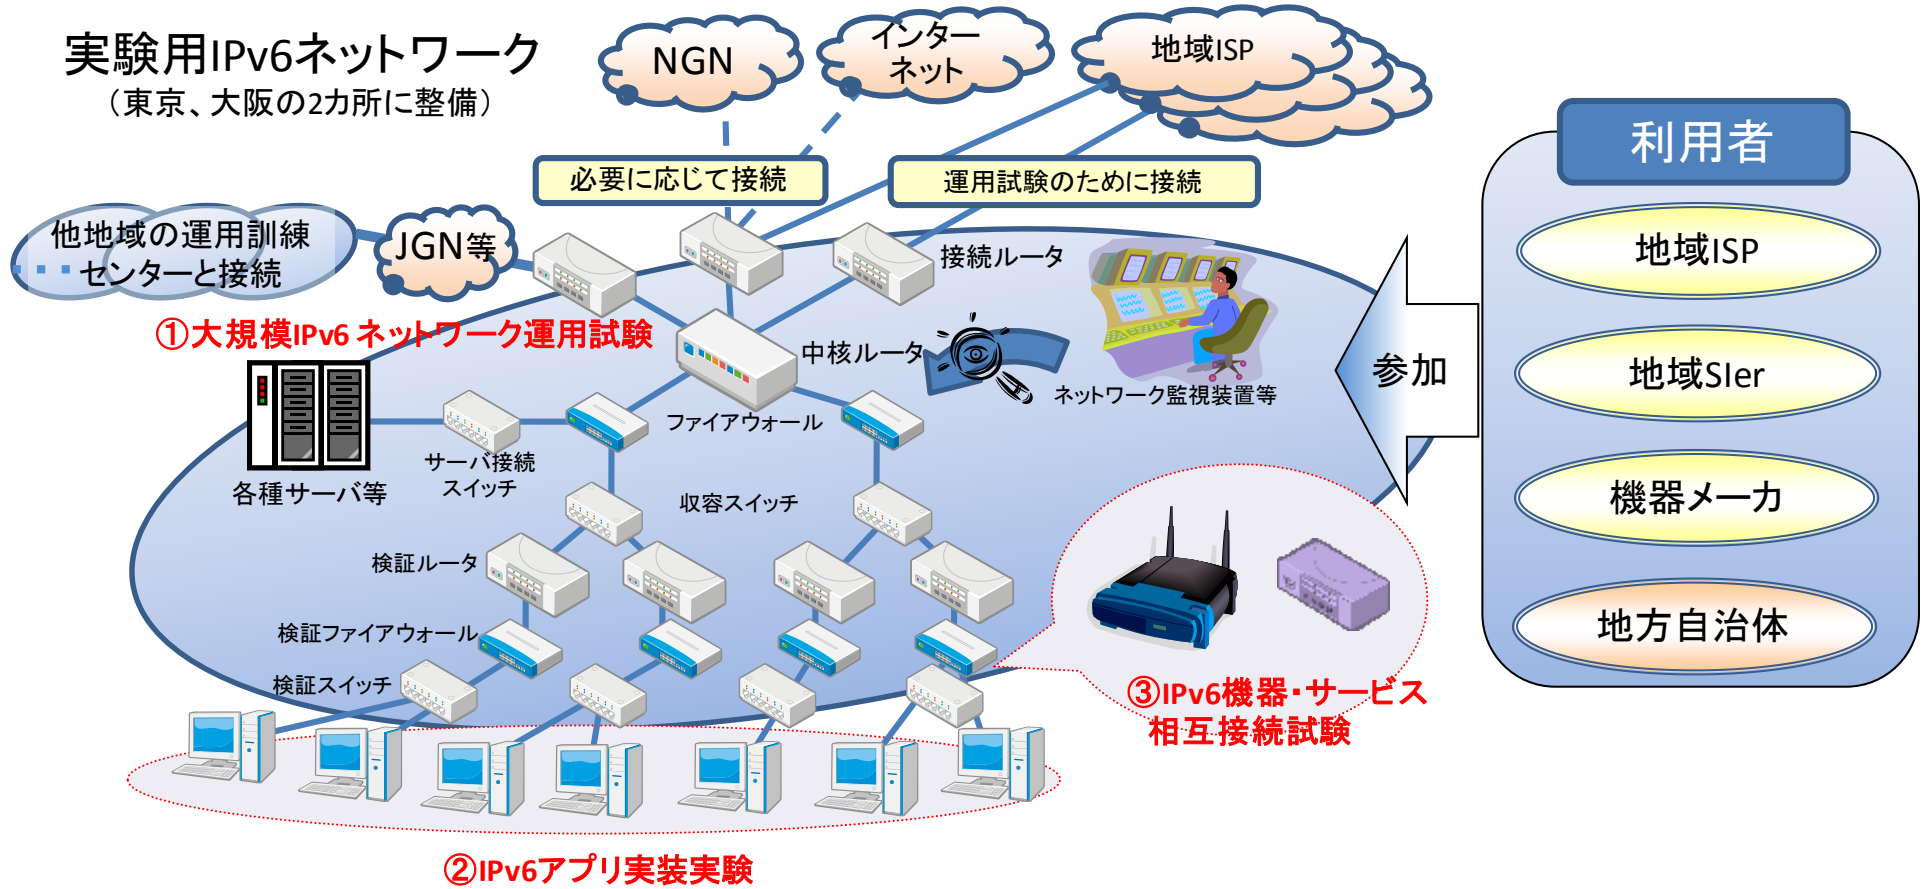 実験用IPv6ネットワーク
（東京、大阪の2カ所に整備）
NGN
インター
ネット
地域ISP
必要に応じて接続
運用試験のために接続
利用者
他地域の運用訓練
センターと接続
JGN等
接続ルータ
地域ISP
①大規模IPv6 ネットワーク運用試験
中核ルータ
ネットワーク監視装置等
参加
地域SIer
ファイアウォール
サーバ接続
スイッチ
各種サーバ等
収容スイッチ
機器メーカ
検証ルータ
検証ファイアウォール
地方自治体
検証スイッチ
③IPv6機器・サービス
相互接続試験
②IPv6アプリ実装実験